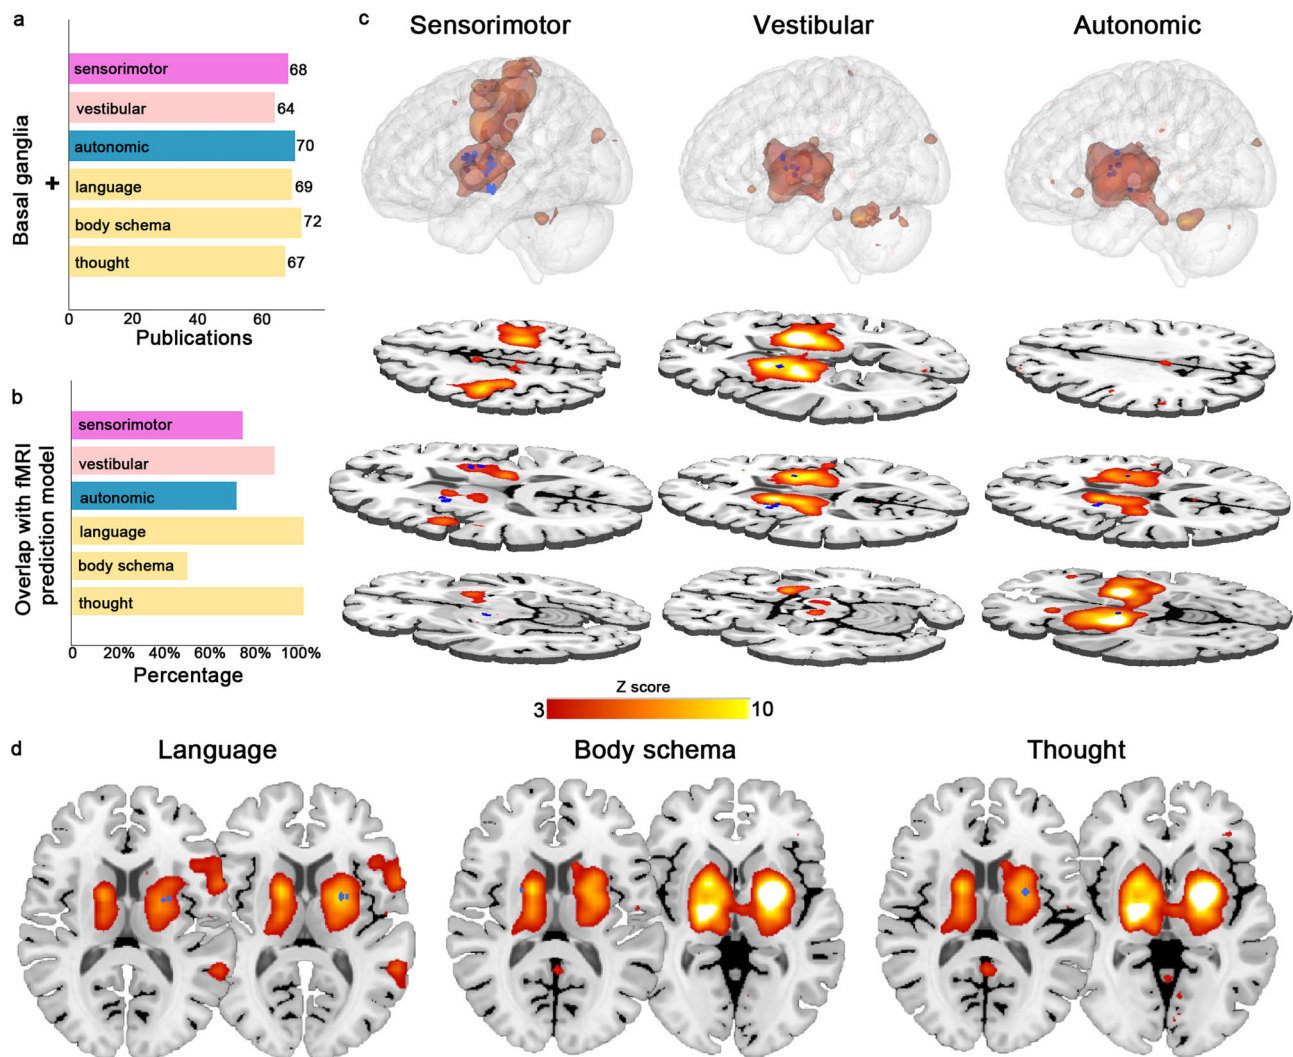 a
Basal ganglia
+
sensorimotor 68
vestibular 64
autonomic 70
language 69
body schema 72
thought 67
0 20 40 60
Publications
b
Overlap with fMRI
prediction model
sensorimotor
vestibular
autonomic
language
body schema
thought
0 20% 40% 60% 80% 100%
Percentage
c
Sensorimotor Vestibular Autonomic
Z score
3 10
d
Language Body schema Thought